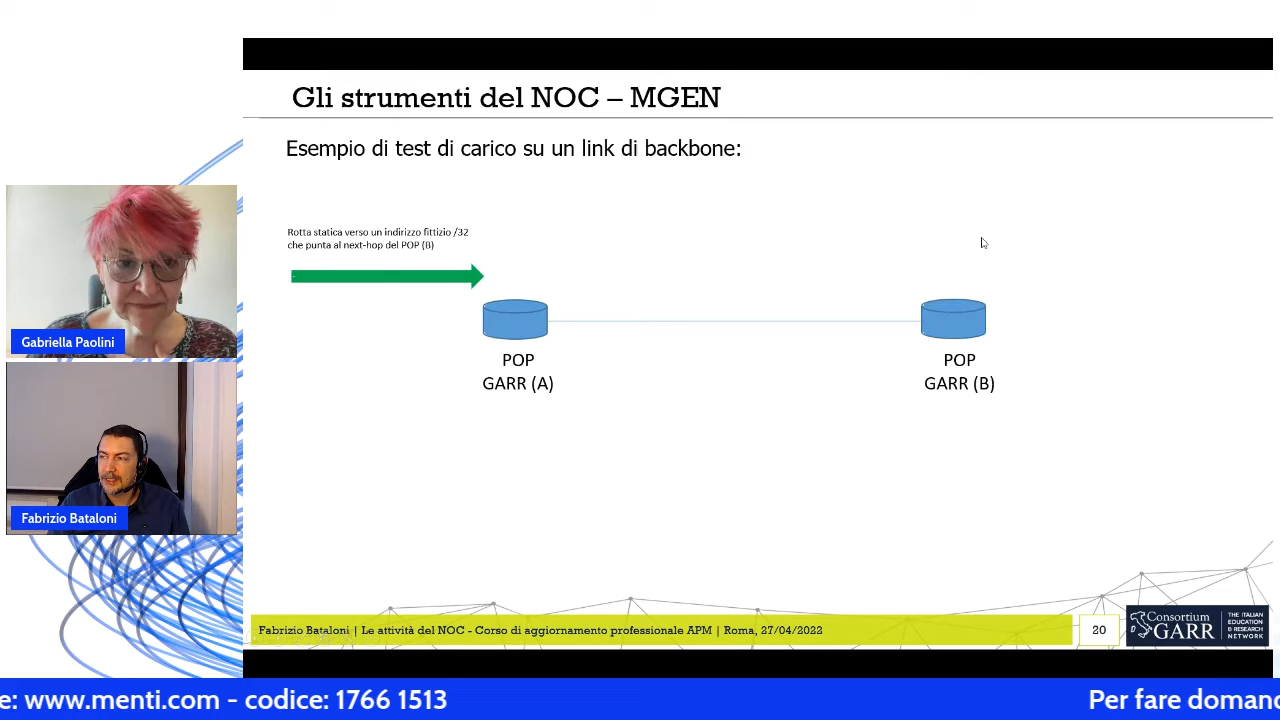 Gli strumenti del NOC – MGEN
Esempio di test di carico su un link di backbone:
Rotta statica verso un indirizzo fittizio /32
che punta al next-hop del POP (B)
POP
GARR (A)
POP
GARR (B)
Gabriella Paolini
Fabrizio Bataloni
Fabrizio Bataloni | Le attività del NOC - Corso di aggiornamento professionale APM | Roma, 27/04/2022
20
Consortium
GARR
THE ITALIAN
EDUCATION
& RESEARCH
NETWORK
e: www.menti.com - codice: 1766 1513
Per fare domand